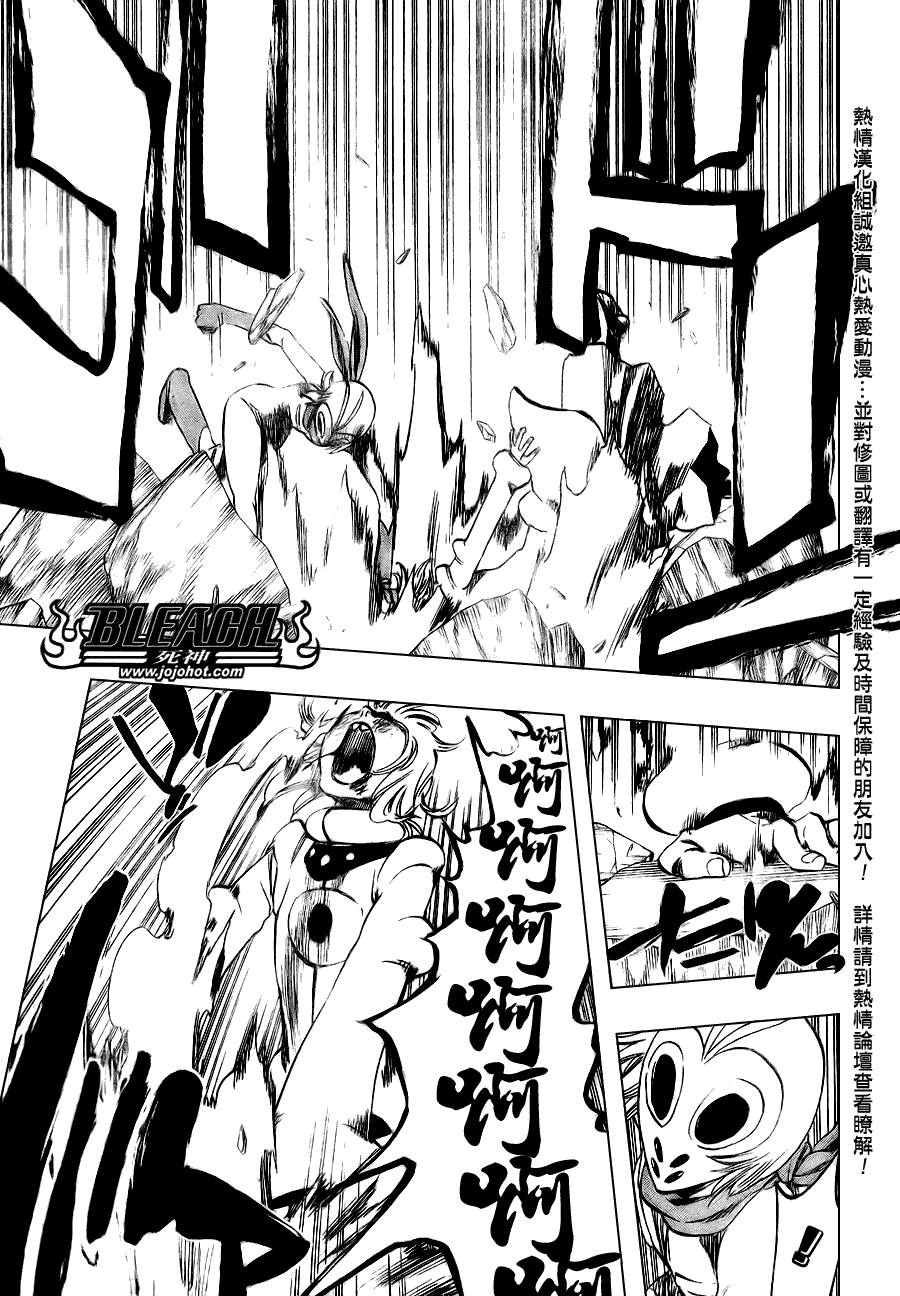 熱情漢化組誠邀真心熱愛動漫…並對修圖或翻譯有一定經驗及時間保障的朋友加入！ 詳情請到熱情論壇查看瞭解！
BLEACH
死神
www.jojohot.com
啊啊啊啊啊啊啊啊啊
!